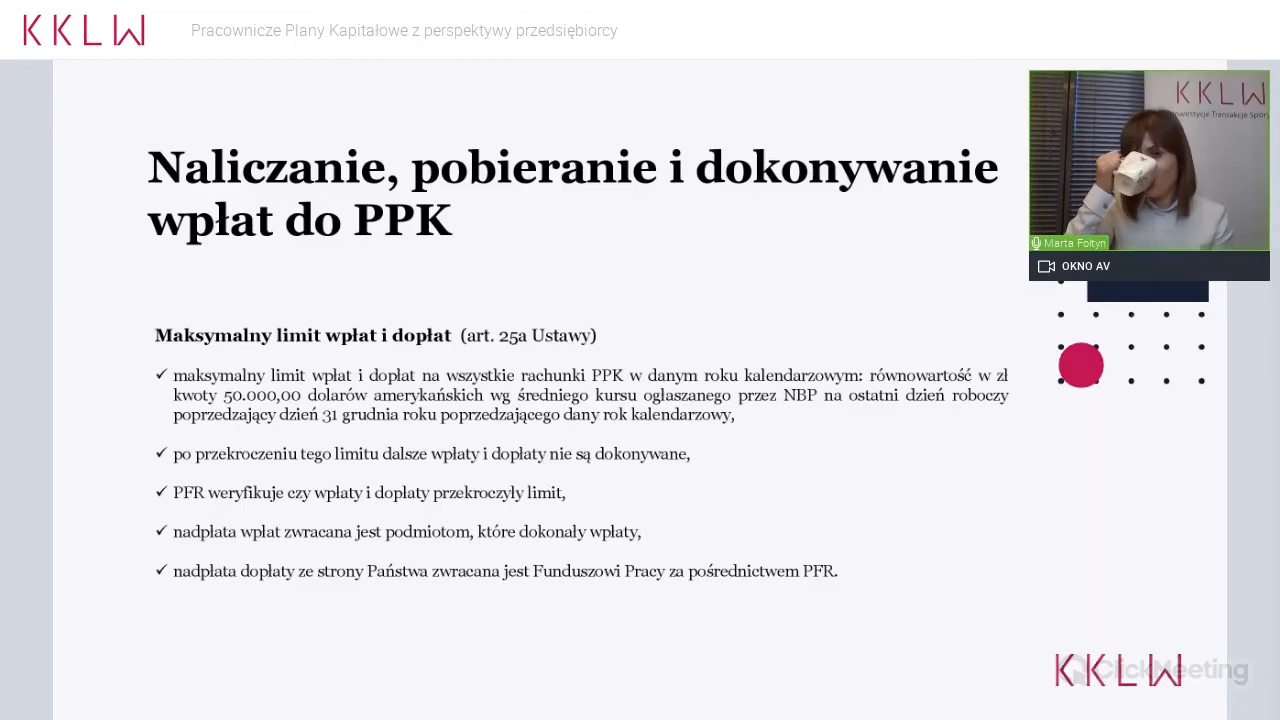 KKLW
Pracownicze Plany Kapitałowe z perspektywy przedsiębiorcy
Naliczanie, pobieranie i dokonywanie
wpłat do PPK
KKLW
Inwestycje Transakcje Spory
Marta Foltyn
OKNO AV
Maksymalny limit wpłat i dopłat (art. 25a Ustawy)
✓ maksymalny limit wpłat i dopłat na wszystkie rachunki PPK w danym roku kalendarzowym: równowartość w zł
kwoty 50.000,00 dolarów amerykańskich wg średniego kursu ogłaszanego przez NBP na ostatni dzień roboczy
poprzedzający dzień 31 grudnia roku poprzedzającego dany rok kalendarzowy,
✓ po przekroczeniu tego limitu dalsze wpłaty i dopłaty nie są dokonywane,
✓ PFR weryfikuje czy wpłaty i dopłaty przekroczyły limit,
✓ nadpłata wpłat zwracana jest podmiotom, które dokonały wpłaty,
✓ nadpłata dopłaty ze strony Państwa zwracana jest Funduszowi Pracy za pośrednictwem PFR.
KKLW
ClickMeeting